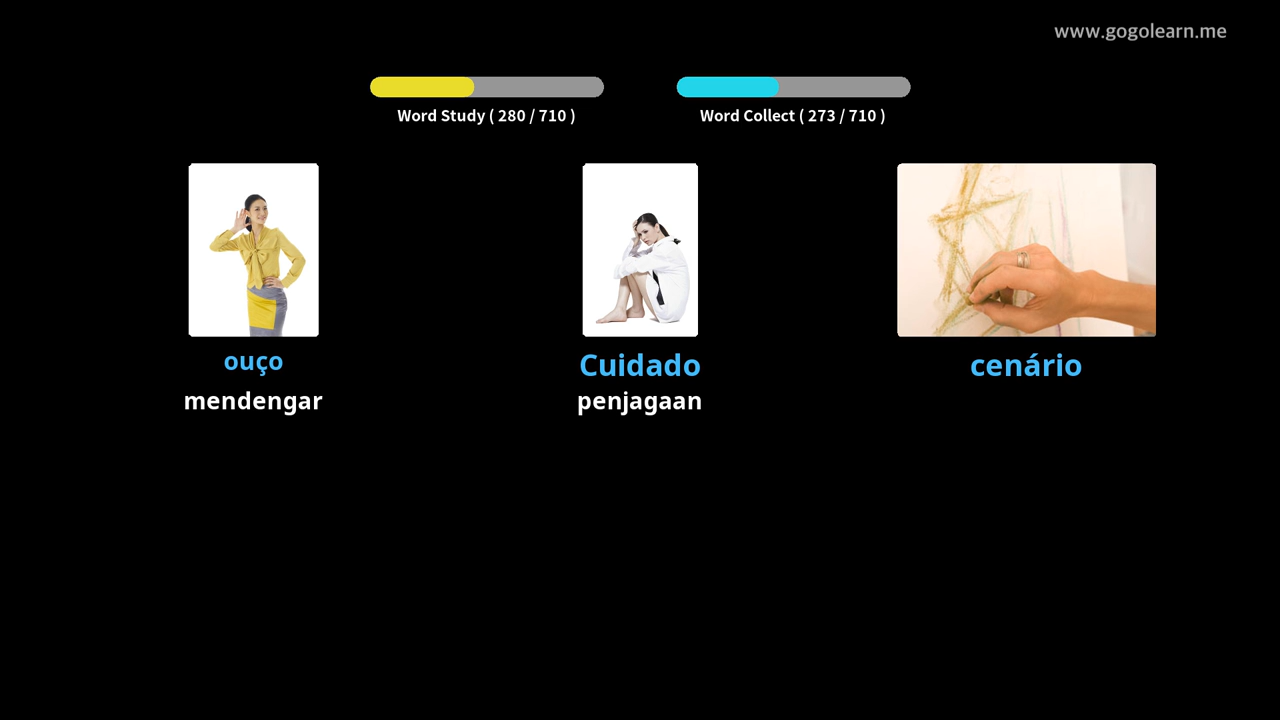 www.gogolearn.me
Word Study ( 280 / 710 )
Word Collect ( 273 / 710 )
ouço
Cuidado
cenário
mendengar
penjagaan